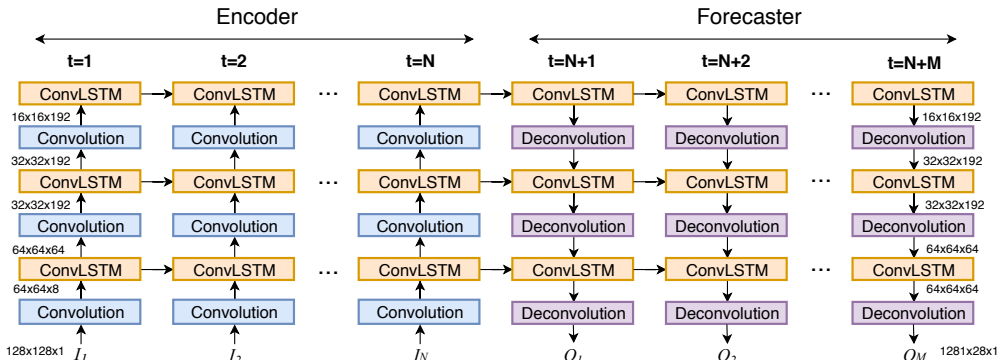 Encoder Forecaster
t=1 t=2 t=N t=N+1 t=N+2 t=N+M
ConvLSTM ConvLSTM ... ConvLSTM ConvLSTM ConvLSTM ... ConvLSTM
16x16x192 16x16x192
Convolution Convolution Convolution Deconvolution Deconvolution Deconvolution
32x32x192 32x32x192
ConvLSTM ConvLSTM ... ConvLSTM ConvLSTM ConvLSTM ... ConvLSTM
32x32x192 32x32x192
Convolution Convolution Convolution Deconvolution Deconvolution Deconvolution
64x64x64 64x64x64
ConvLSTM ConvLSTM ... ConvLSTM ConvLSTM ConvLSTM ... ConvLSTM
64x64x8 64x64x64
Convolution Convolution Convolution Deconvolution Deconvolution Deconvolution
128x128x1 I1 I2 IN O1 O2 OM 1281x28x1